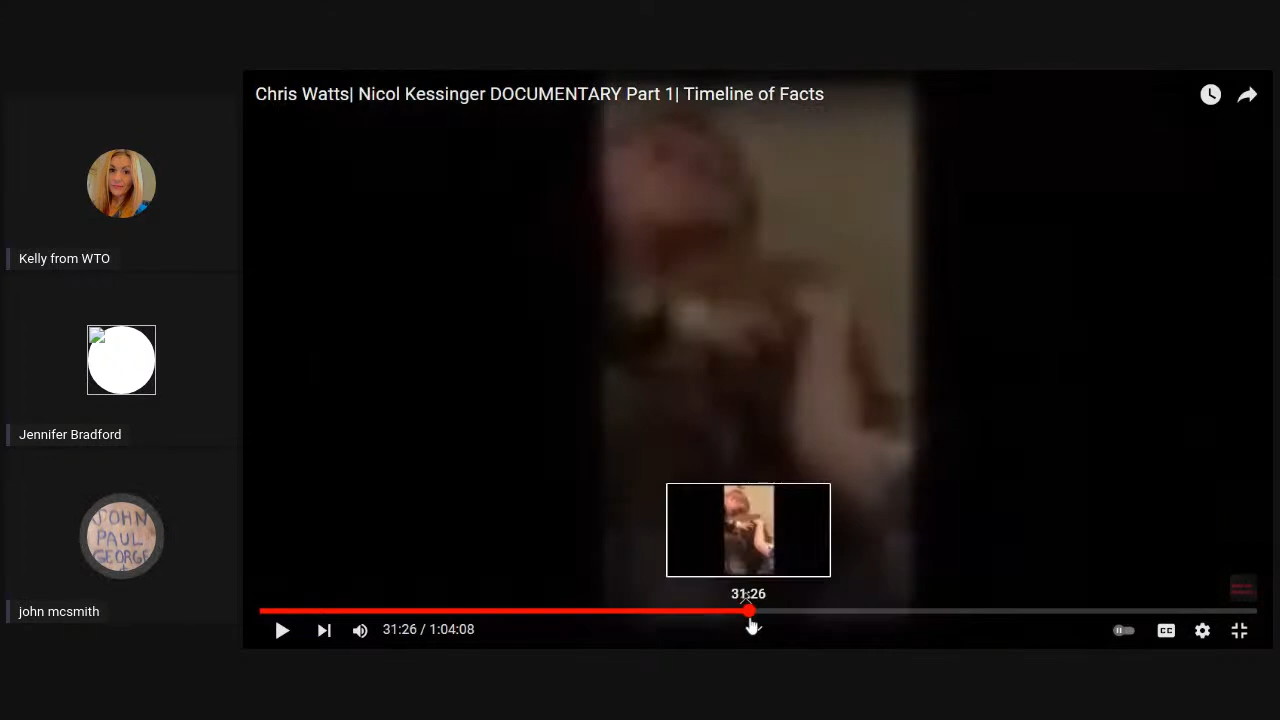 Chris Watts| Nicol Kessinger DOCUMENTARY Part 1| Timeline of Facts
Kelly from WTO
Jennifer Bradford
JOHN
PAUL
GEORGE
john mcsmith
31:26
31:26 / 1:04:08
CC